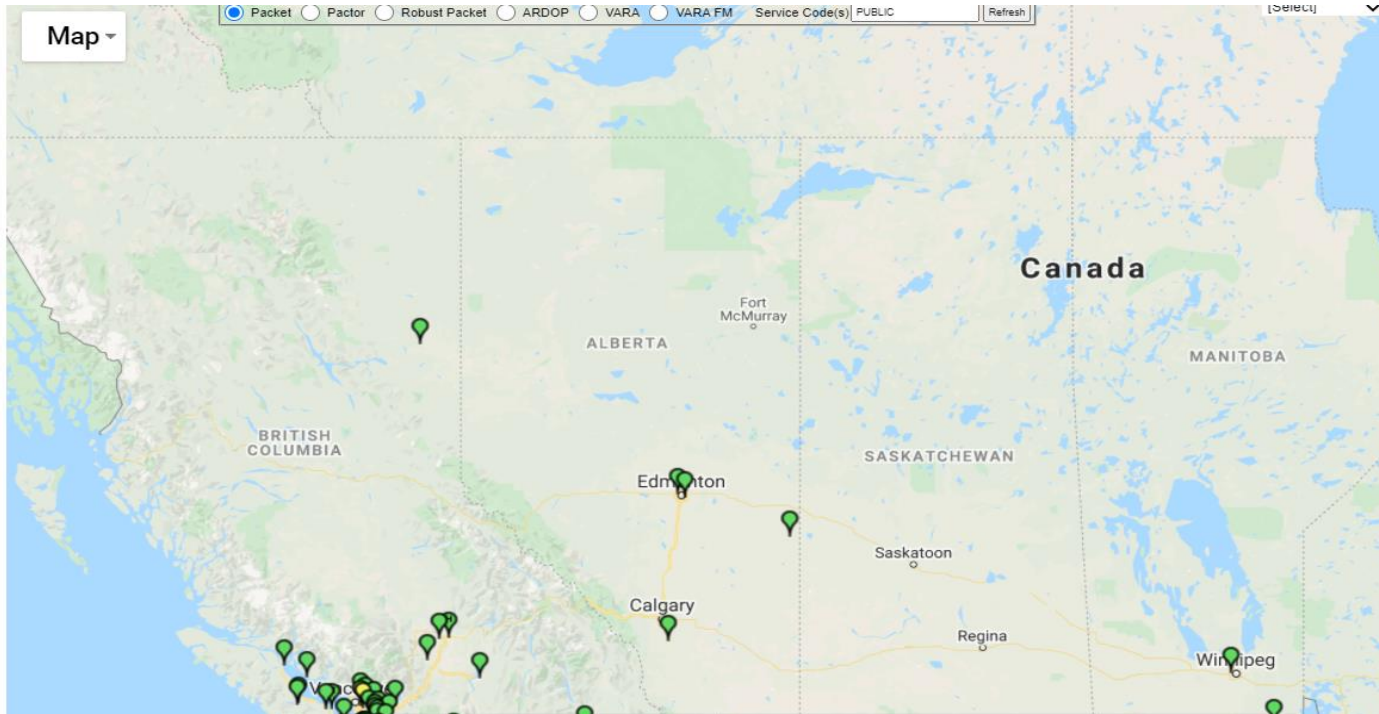 Packet Pactor Robust Packet ARDOP VARA VARA FM Service Code(s) PUBLIC Refresh
[Select]
Map
Canada
Fort
McMurray
ALBERTA
MANITOBA
BRITISH
COLUMBIA
SASKATCHEWAN
Edmonton
Saskatoon
Calgary
Regina
Winnipeg